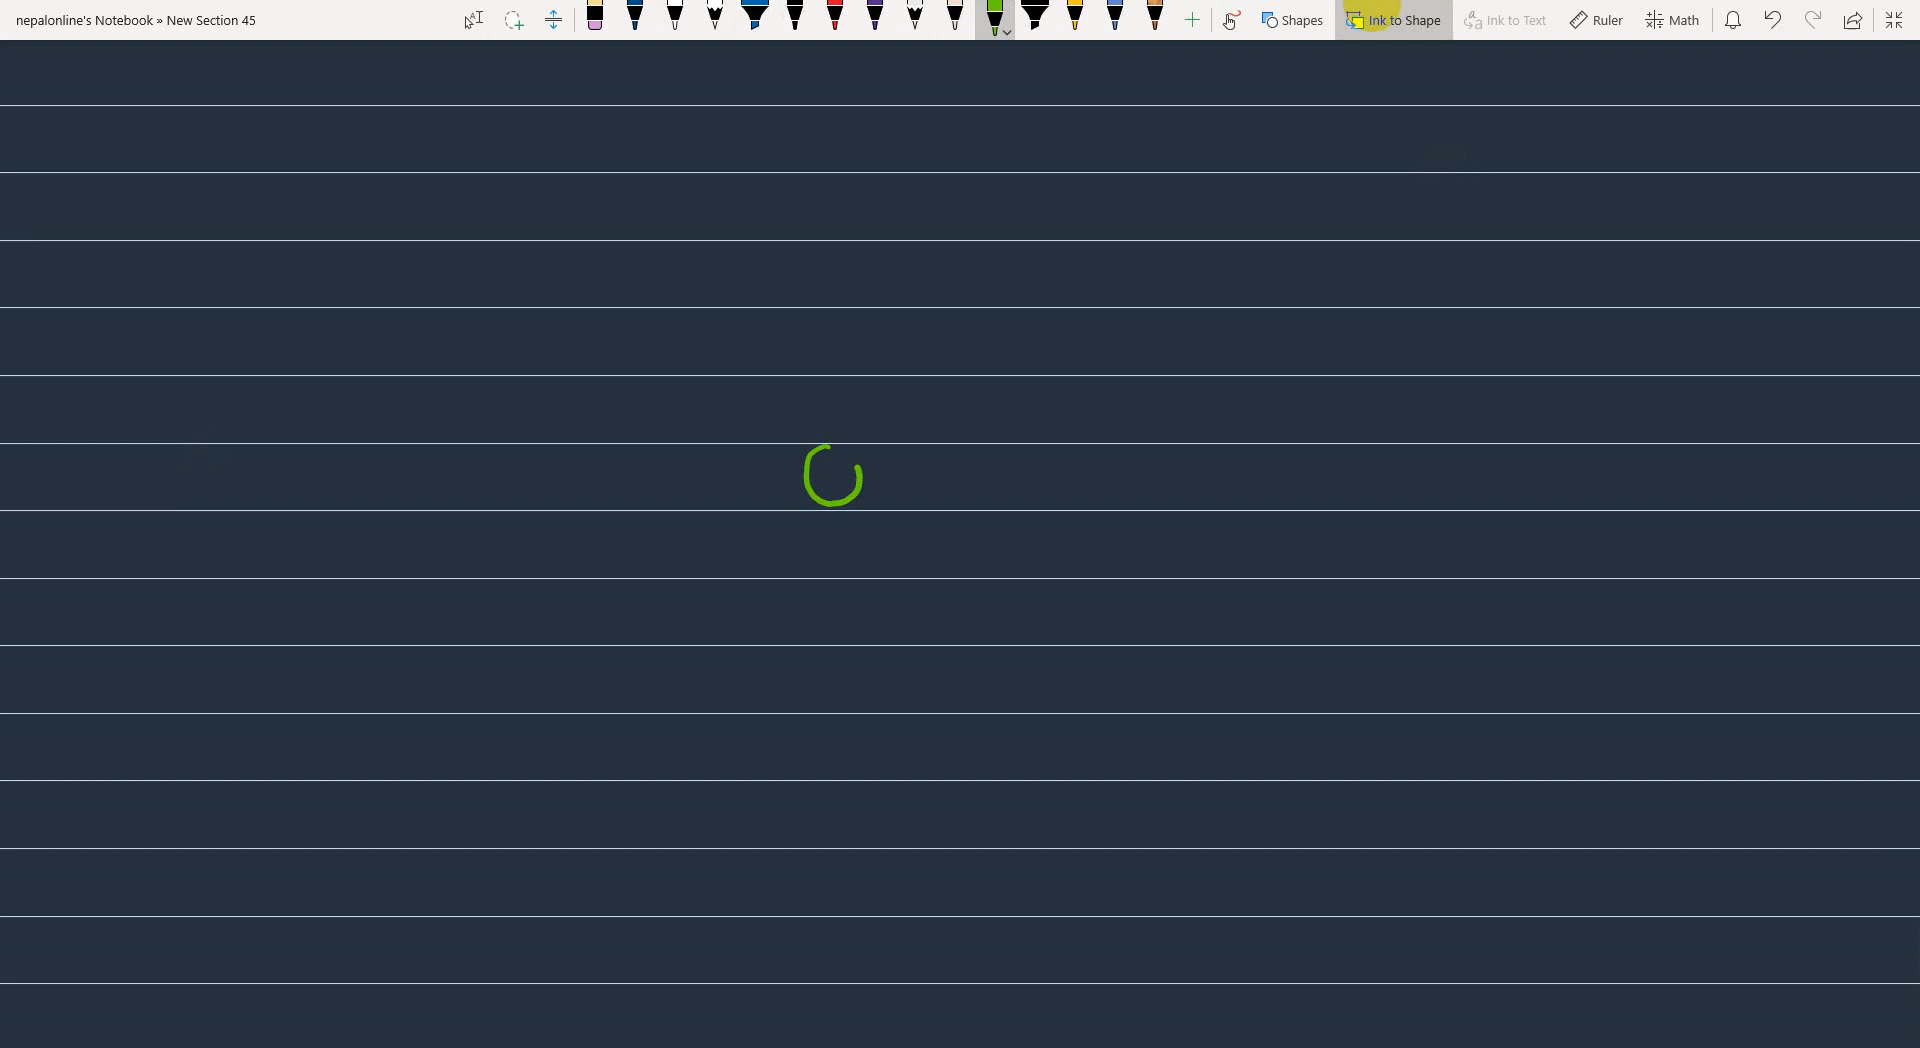 nepalonline's Notebook » New Section 45
Shapes
Ink to Shape
Ink to Text
Ruler
Math